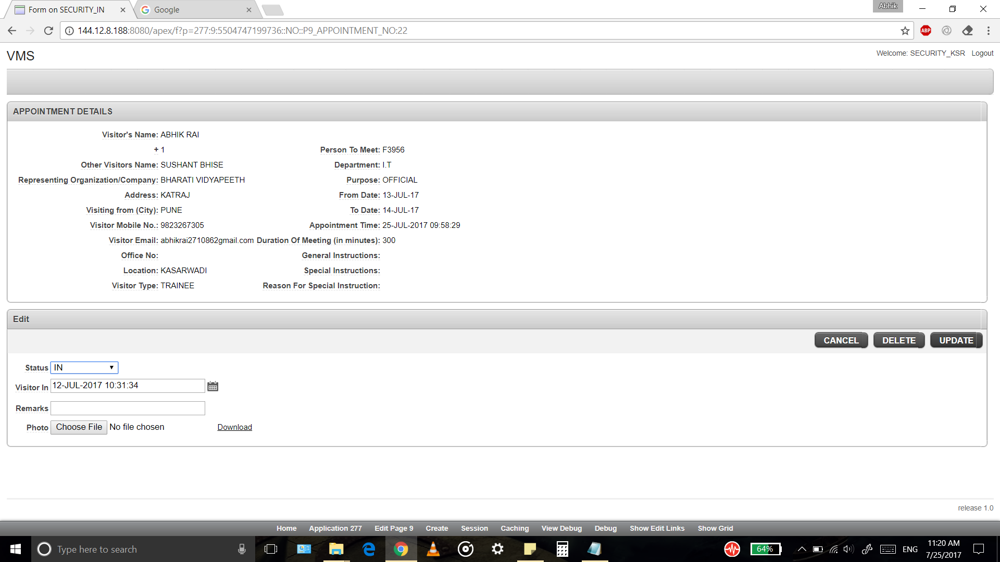 Form on SECURITY_IN
Google
Abhik
144.12.8.188:8080/apex/f?p=277:9:5504747199736::NO::P9_APPOINTMENT_NO:22
ABP
VMS
Welcome: SECURITY_KSR Logout
APPOINTMENT DETAILS
Visitor's Name: ABHIK RAI
+ 1 Person To Meet: F3956
Other Visitors Name: SUSHANT BHISE Department: I.T
Representing Organization/Company: BHARATI VIDYAPEETH Purpose: OFFICIAL
Address: KATRAJ From Date: 13-JUL-17
Visiting from (City): PUNE To Date: 14-JUL-17
Visitor Mobile No.: 9823267305 Appointment Time: 25-JUL-2017 09:58:29
Visitor Email: abhikrai2710862gmail.com Duration Of Meeting (in minutes): 300
Office No: General Instructions:
Location: KASARWADI Special Instructions:
Visitor Type: TRAINEE Reason For Special Instruction:
Edit
CANCEL DELETE UPDATE
Status IN
Visitor In 12-JUL-2017 10:31:34
Remarks
Photo Choose File No file chosen Download
release 1.0
Home Application 277 Edit Page 9 Create Session Caching View Debug Debug Show Edit Links Show Grid
Type here to search
64%
ENG
11:20 AM
7/25/2017